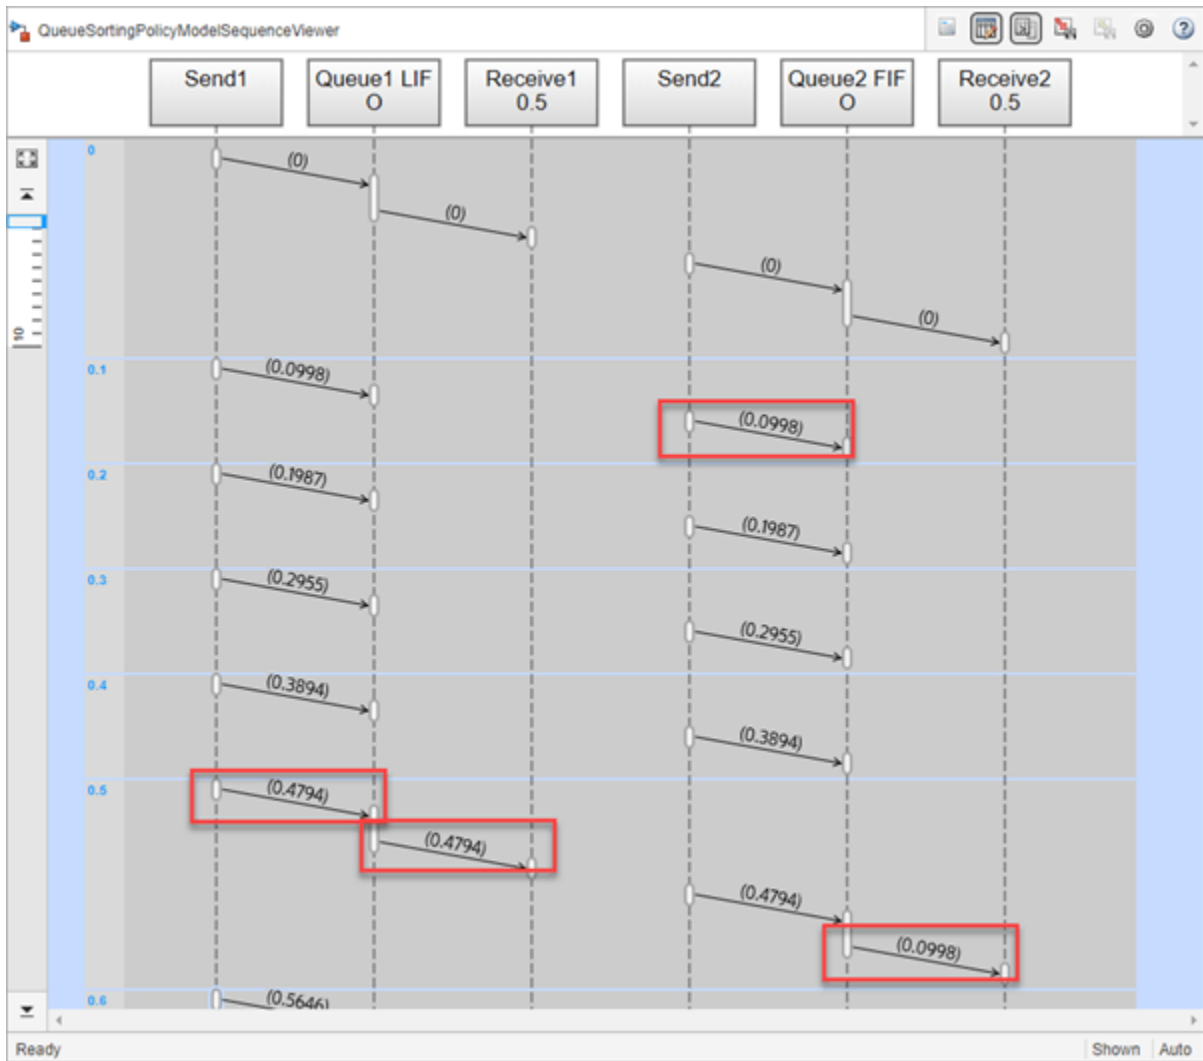 QueueSortingPolicyModelSequenceViewer
Send1
Queue1 LIF
O
Receive1
0.5
Send2
Queue2 FIF
O
Receive2
0.5
0
(0)
(0)
(0)
(0)
0.1
(0.0998)
(0.0998)
0.2
(0.1987)
(0.1987)
0.3
(0.2955)
(0.2955)
0.4
(0.3894)
(0.3894)
0.5
(0.4794)
(0.4794)
(0.4794)
(0.0998)
0.6
(0.5646)
10
Ready
Shown
Auto